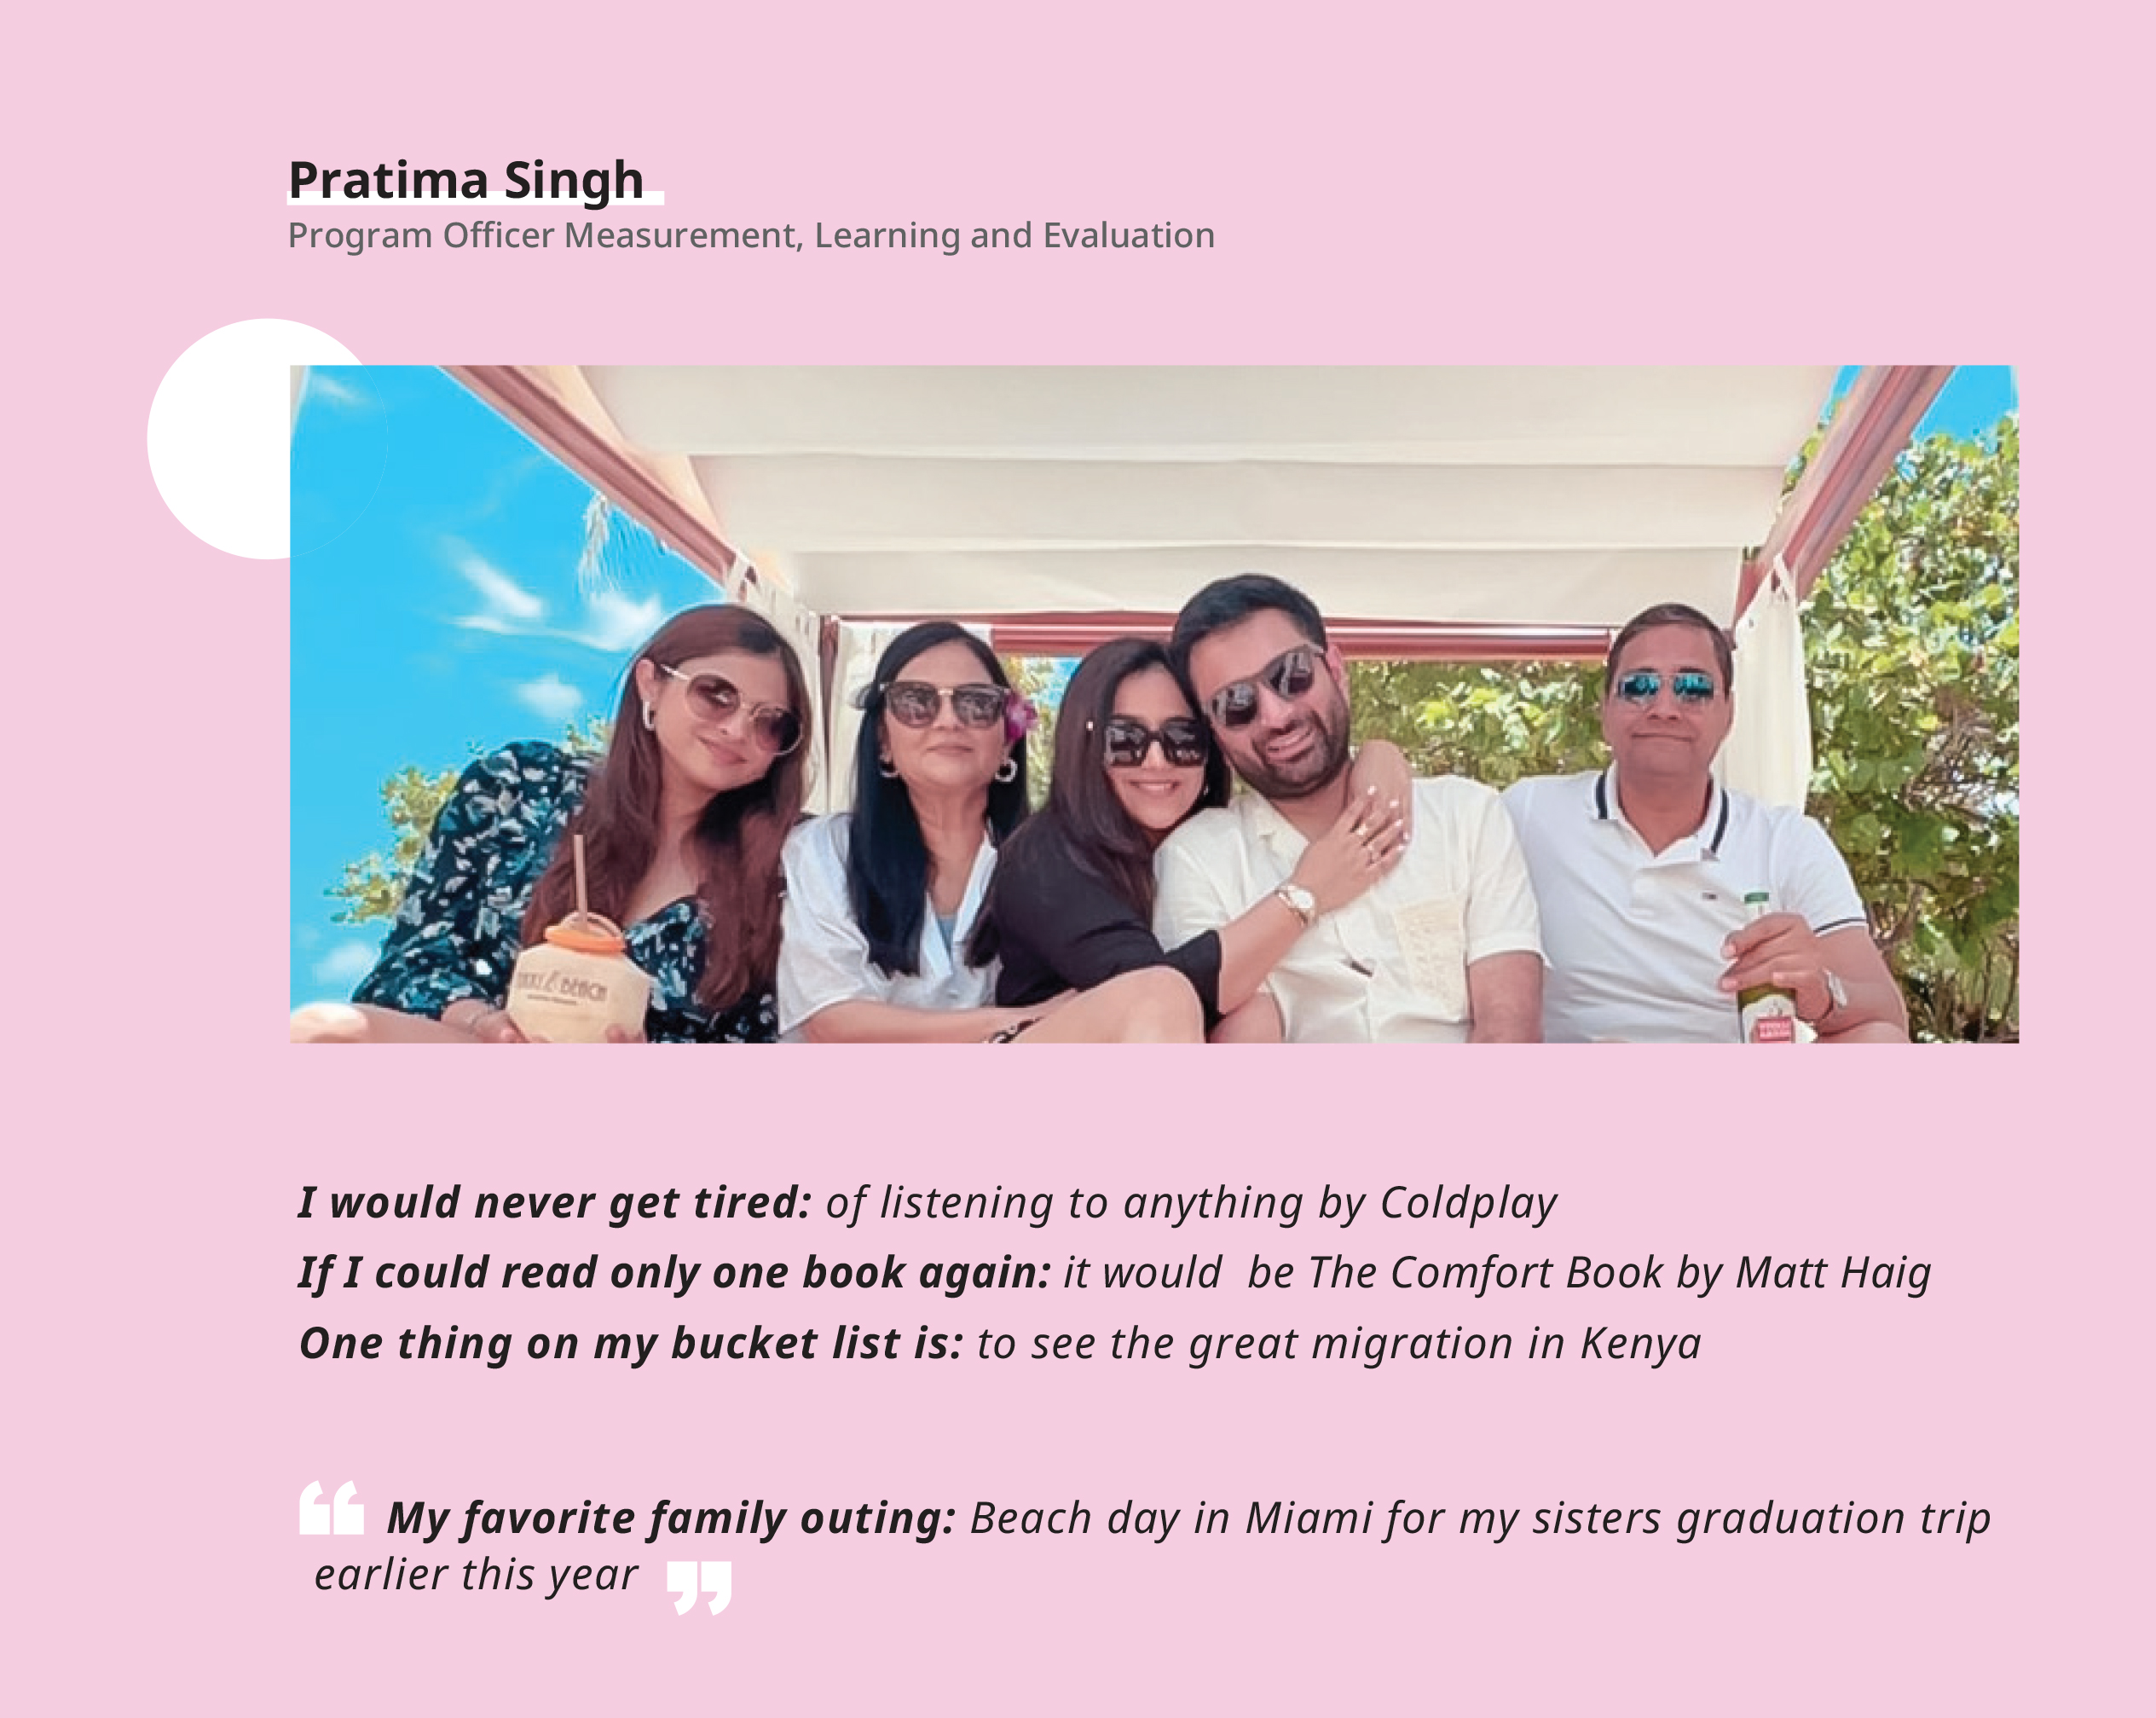 Pratima Singh
Program Officer Measurement, Learning and Evaluation
BEACH
I would never get tired: of listening to anything by Coldplay
If I could read only one book again: it would  be The Comfort Book by Matt Haig
One thing on my bucket list is: to see the great migration in Kenya
“ My favorite family outing: Beach day in Miami for my sisters graduation trip
earlier this year ”